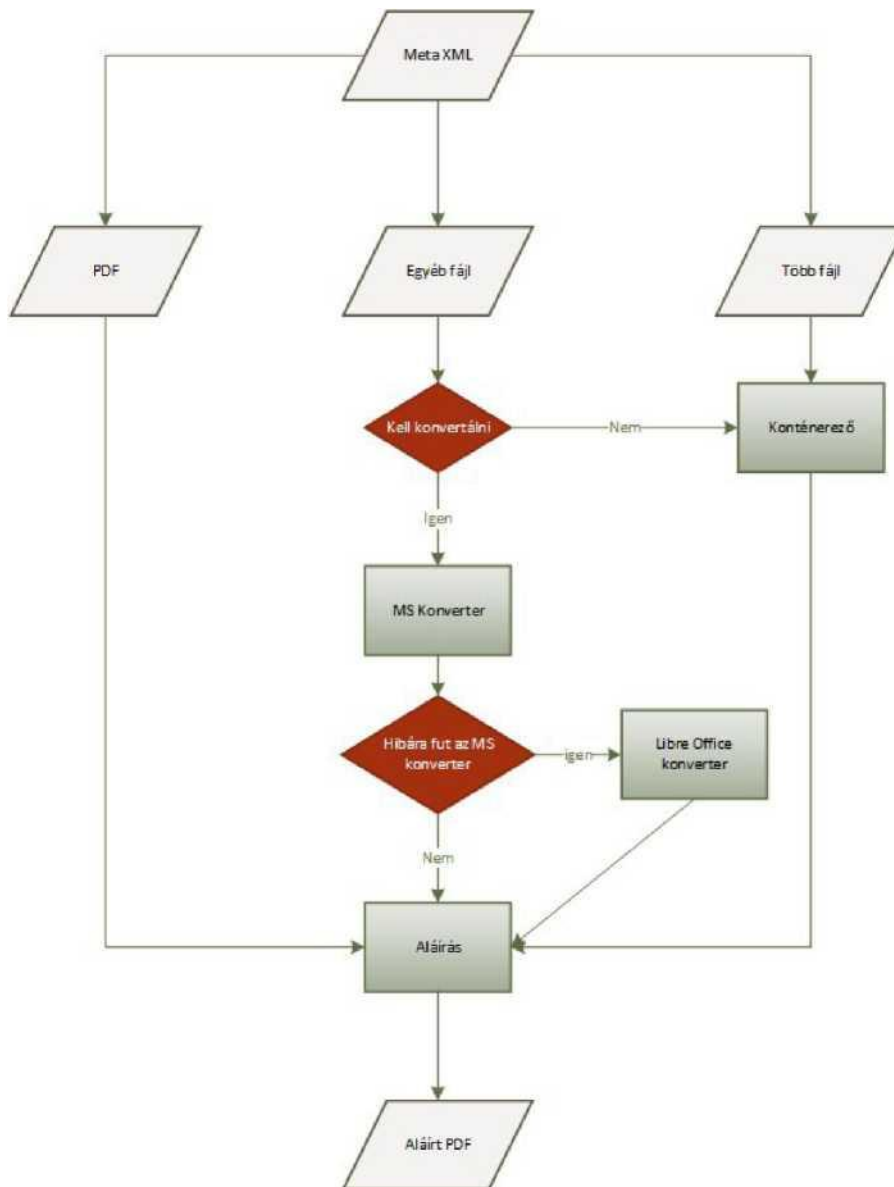 Meta XML
PDF
Egyéb fájl
Több fájl
Kell konvertálni
Nem
Konténerező
Igen
MS Konverter
Hibára fut az MS
konverter
igen
Libre Office
konverter
Nem
Aláírás
Aláírt PDF